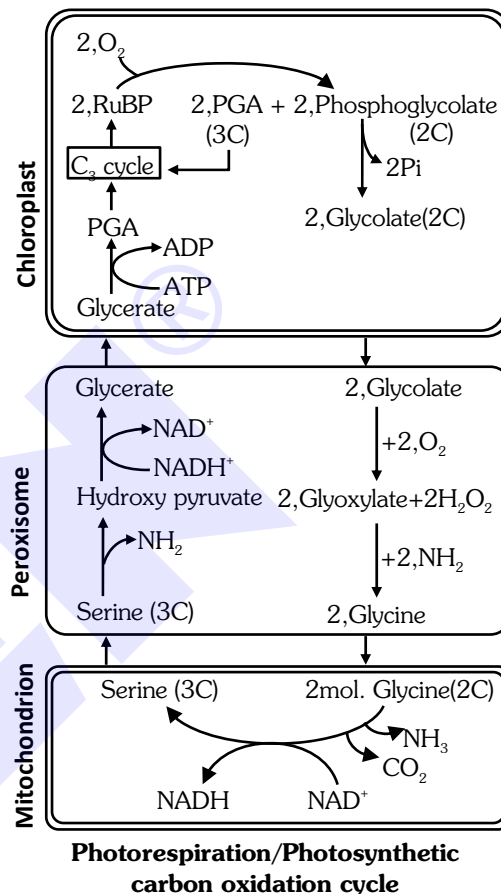 Chloroplast
2,O₂
2,RuBP
2,PGA + 2,Phosphoglycolate
(3C)
(2C)
C₃ cycle
2Pi
2,Glycolate(2C)
PGA
ADP
ATP
Glycerate
Peroxisome
Glycerate
2,Glycolate
NAD⁺
+2,O₂
NADH⁺
Hydroxy pyruvate
2,Glyoxylate+2H₂O₂
NH₂
+2,NH₂
Serine (3C)
2,Glycine
Mitochondrion
Serine (3C)
2mol. Glycine(2C)
NH₃
CO₂
NADH
NAD⁺
Photorespiration/Photosynthetic
carbon oxidation cycle